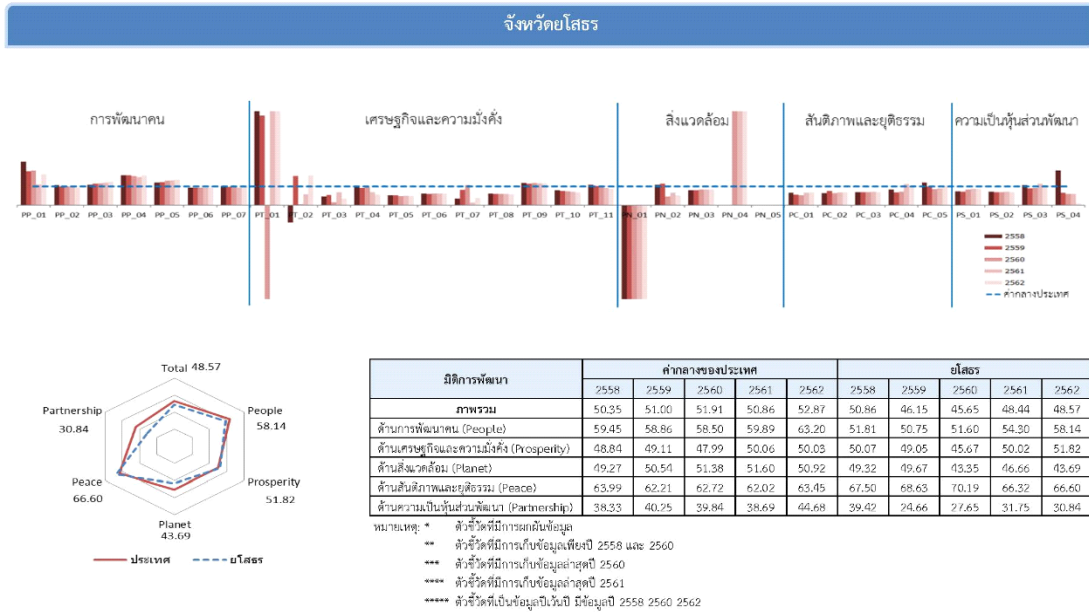 จังหวัดยโสธร
การพัฒนาคน เศรษฐกิจและความมั่งคั่ง สิ่งแวดล้อม สันติภาพและยุติธรรม ความเป็นหุ้นส่วนพัฒนา
PP_01 PP_02 PP_03 PP_04 PP_05 PP_06 PP_07 PT_01 PT_02 PT_03 PT_04 PT_05 PT_06 PT_07 PT_08 PT_09 PT_10 PT_11 PN_01 PN_02 PN_03 PN_04 PN_05 PC_01 PC_02 PC_03 PC_04 PC_05 PS_01 PS_02 PS_03 PS_04
2558
2559
2560
2561
2562
ค่ากลางประเทศ
Total 48.57
People
58.14
Prosperity
51.82
Planet
43.69
Peace
66.60
Partnership
30.84
ประเทศ ยโสธร
มิติการพัฒนา ค่ากลางของประเทศ ยโสธร
2558 2559 2560 2561 2562 2558 2559 2560 2561 2562
ภาพรวม 50.35 51.00 51.91 50.86 52.87 50.86 46.15 45.65 48.44 48.57
ด้านการพัฒนาคน (People) 59.45 58.86 58.50 59.89 63.20 51.81 50.75 51.60 54.30 58.14
ด้านเศรษฐกิจและความมั่งคั่ง (Prosperity) 48.84 49.11 47.99 50.06 50.03 50.07 49.05 45.67 50.02 51.82
ด้านสิ่งแวดล้อม (Planet) 49.27 50.54 51.38 51.60 50.92 49.32 49.67 43.35 46.66 43.69
ด้านสันติภาพและยุติธรรม (Peace) 63.99 62.21 62.72 62.02 63.45 67.50 68.63 70.19 66.32 66.60
ด้านความเป็นหุ้นส่วนพัฒนา (Partnership) 38.33 40.25 39.84 38.69 44.68 39.42 24.66 27.65 31.75 30.84
หมายเหตุ: * ตัวชี้วัดที่มีการผกผันข้อมูล
** ตัวชี้วัดที่มีการเก็บข้อมูลเพียงปี 2558 และ 2560
*** ตัวชี้วัดที่มีการเก็บข้อมูลล่าสุดปี 2560
**** ตัวชี้วัดที่มีการเก็บข้อมูลล่าสุดปี 2561
***** ตัวชี้วัดที่เป็นข้อมูลปีเว้นปี มีข้อมูลปี 2558 2560 2562